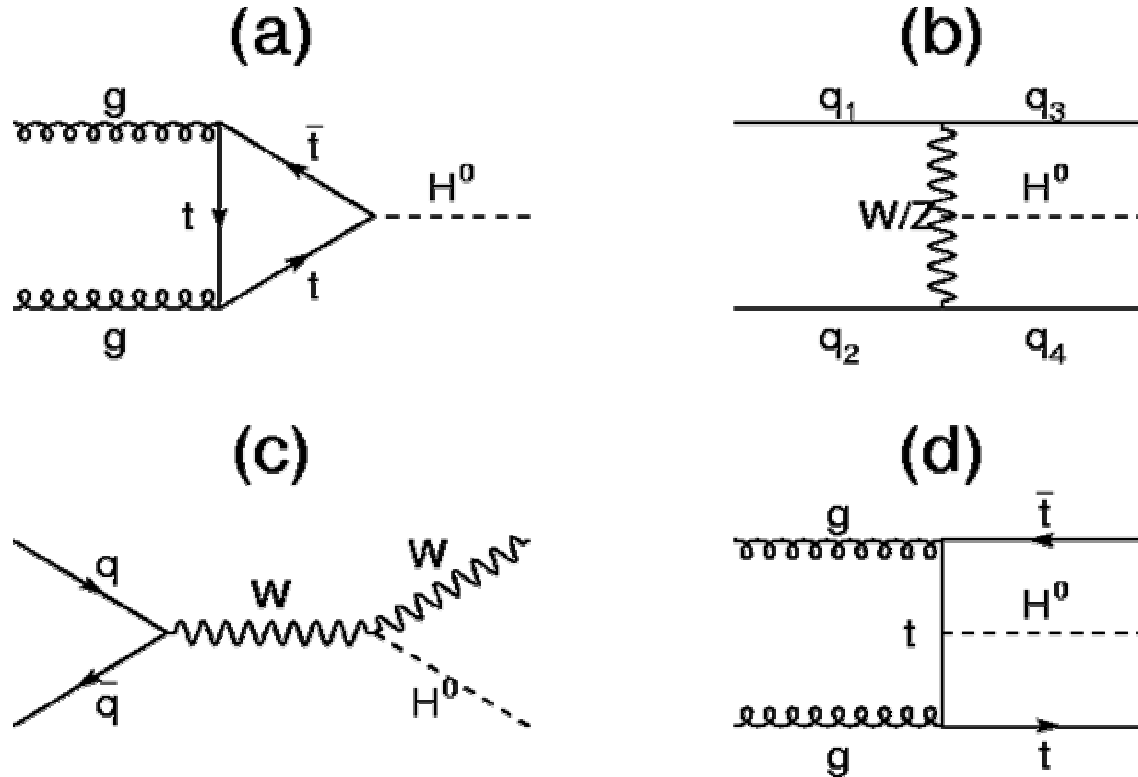 (a)
g
t̄
H⁰
t
t
g
(b)
q₁ q₃
H⁰
W/Z
q₂ q₄
(c)
q
W
W
q̄
H⁰
(d)
g
t̄
H⁰
t
g
t